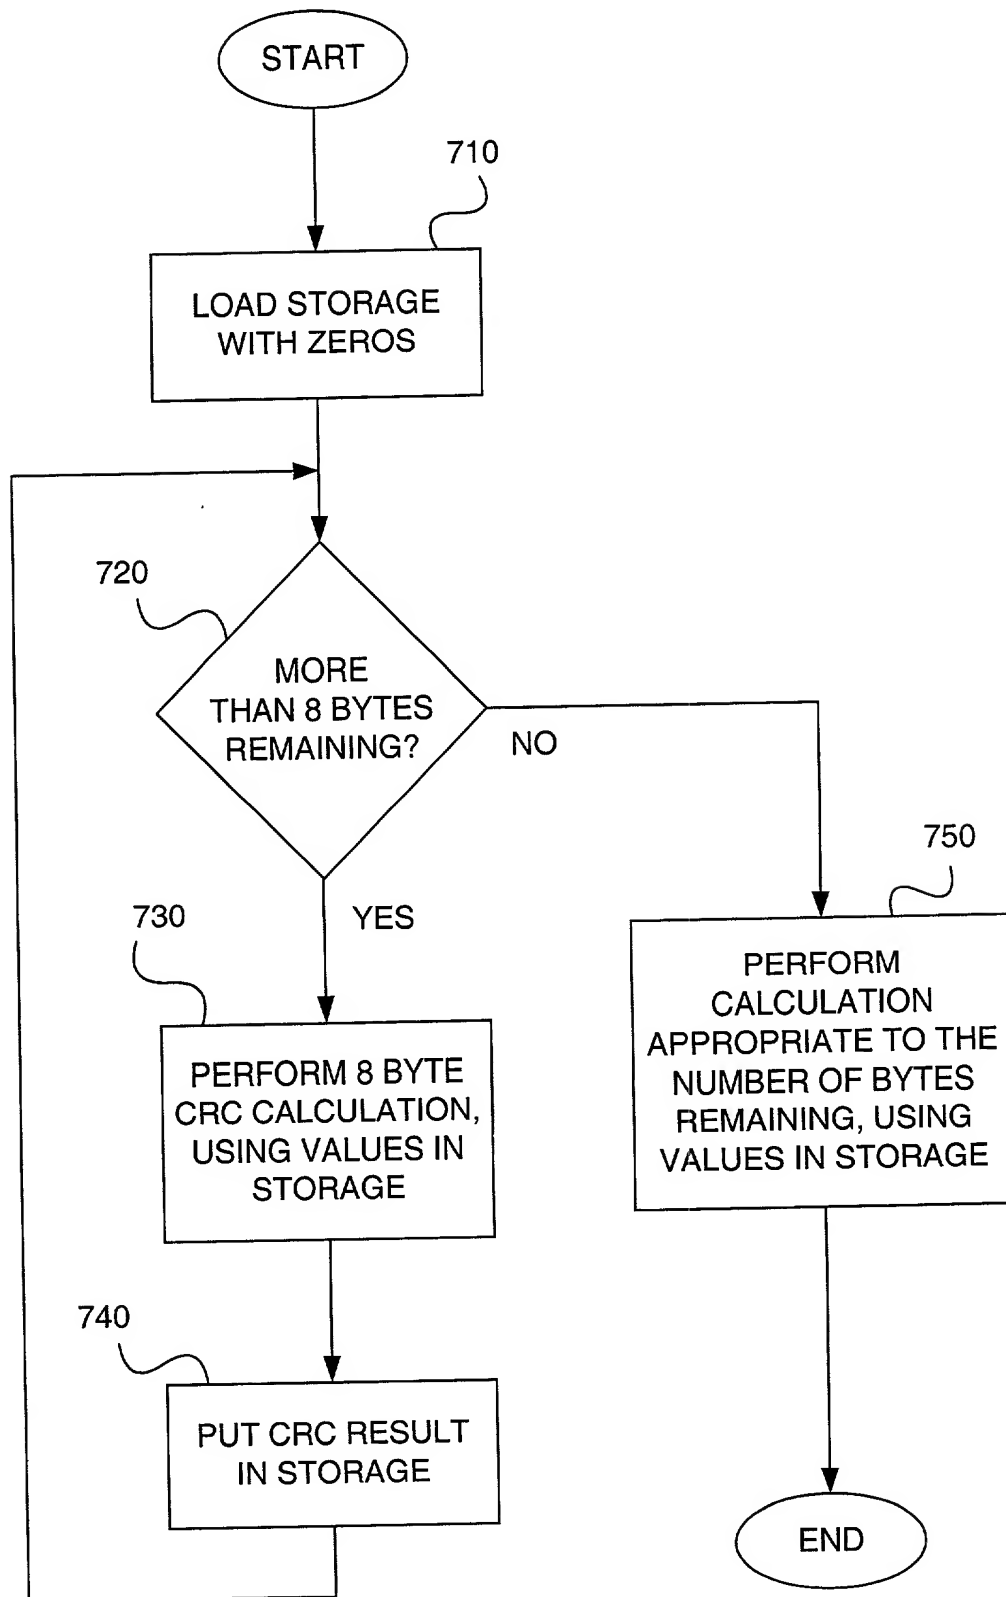 START
710
LOAD STORAGE
WITH ZEROS
720
MORE
THAN 8 BYTES
REMAINING?
NO
YES
730
PERFORM 8 BYTE
CRC CALCULATION,
USING VALUES IN
STORAGE
740
PUT CRC RESULT
IN STORAGE
750
PERFORM
CALCULATION
APPROPRIATE TO THE
NUMBER OF BYTES
REMAINING, USING
VALUES IN STORAGE
END